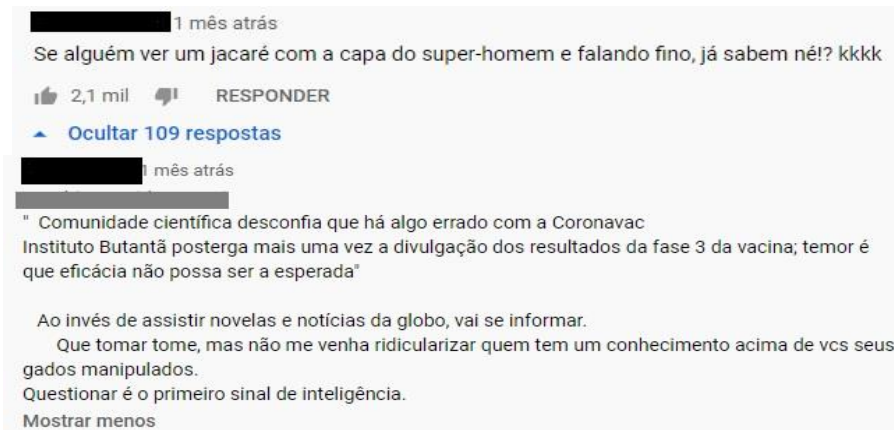 1 mês atrás
Se alguém ver um jacaré com a capa do super-homem e falando fino, já sabem né!? kkkk
2,1 mil RESPONDER
Ocultar 109 respostas
1 mês atrás
" Comunidade científica desconfia que há algo errado com a Coronavac
Instituto Butantã posterga mais uma vez a divulgação dos resultados da fase 3 da vacina; temor é
que eficácia não possa ser a esperada"
Ao invés de assistir novelas e notícias da globo, vai se informar.
Que tomar tome, mas não me venha ridicularizar quem tem um conhecimento acima de vcs seus
gados manipulados.
Questionar é o primeiro sinal de inteligência.
Mostrar menos